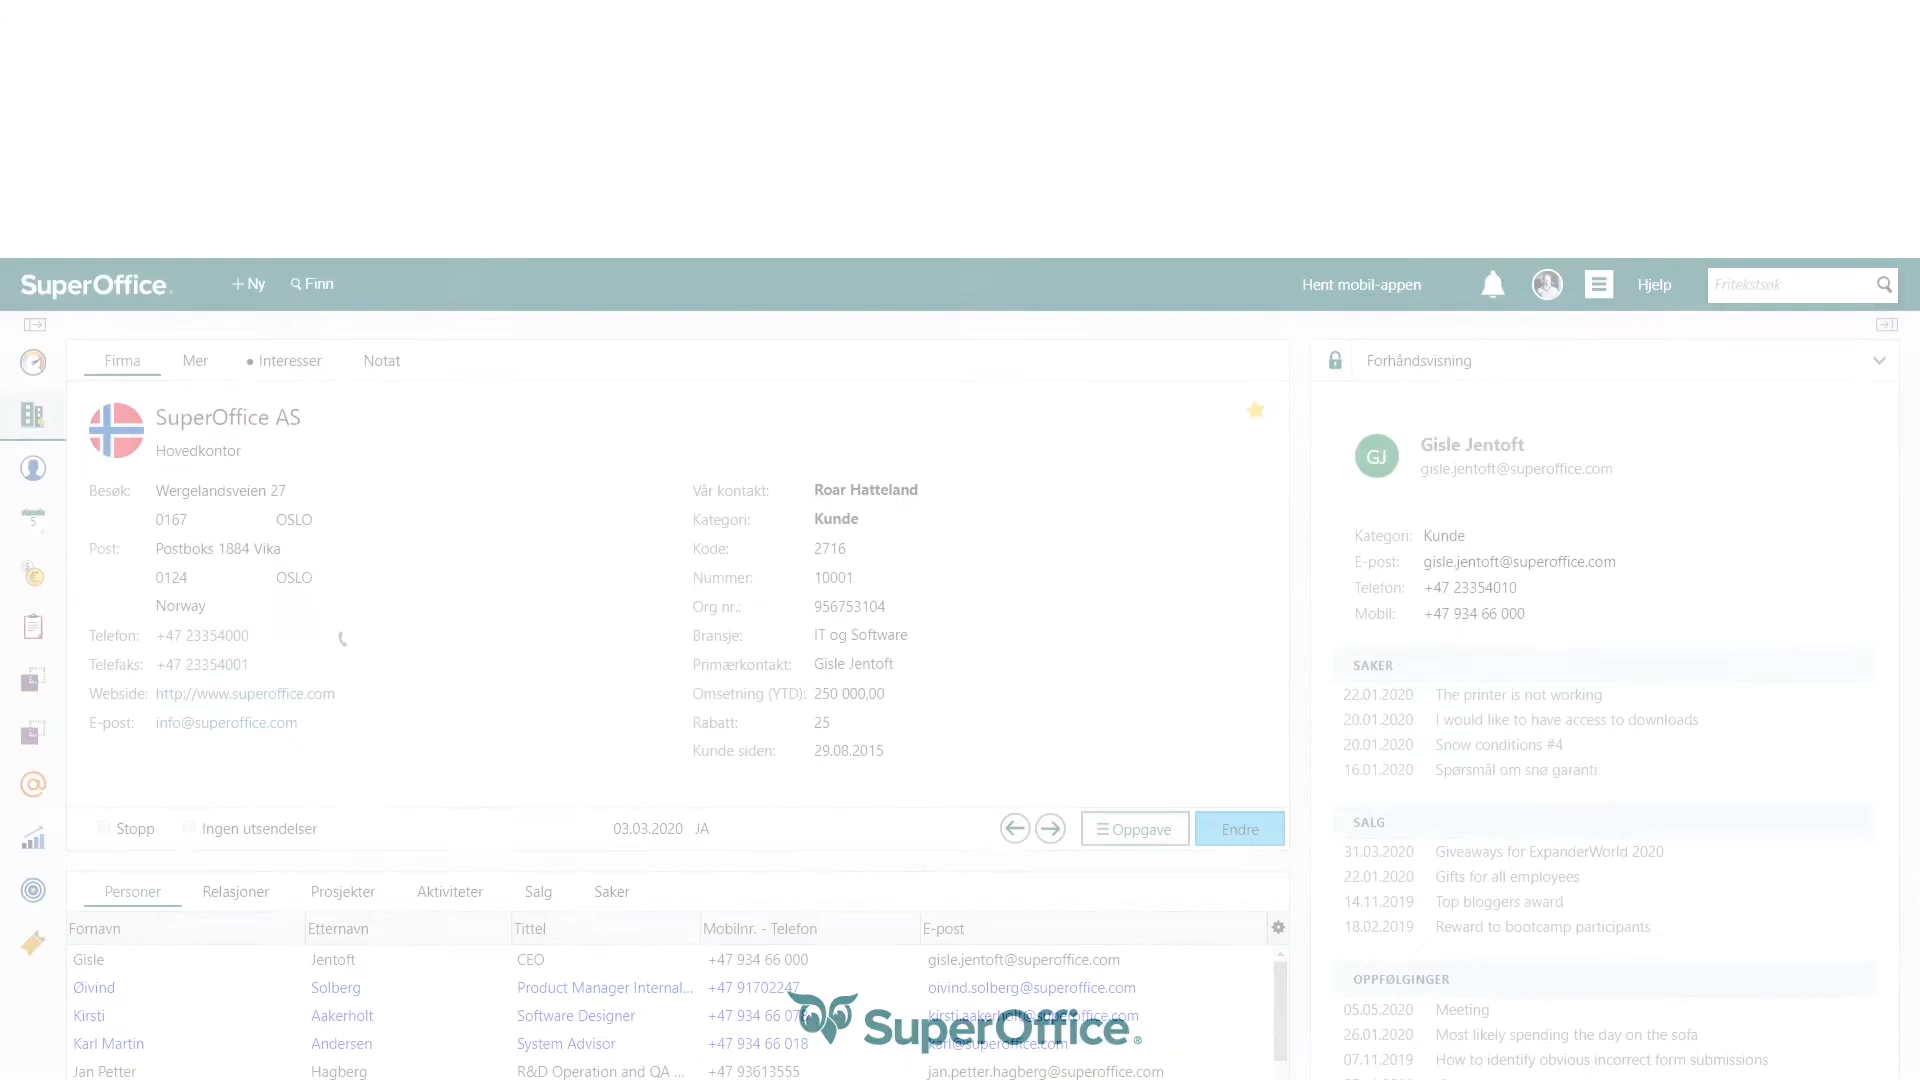 SuperOffice.
+ Ny
Finn
Hent mobil-appen
Hjelp
Fritekstsøk
Firma
Mer
• Interesser
Notat
SuperOffice AS
Hovedkontor
Besøk: Wergelandsveien 27
0167 OSLO
Post: Postboks 1884 Vika
0124 OSLO
Norway
Telefon: +47 23354000
Telefaks: +47 23354001
Webside: http://www.superoffice.com
E-post: info@superoffice.com
Vår kontakt: Roar Hatteland
Kategori: Kunde
Kode: 2716
Nummer: 10001
Org nr.: 956753104
Bransje: IT og Software
Primærkontakt: Gisle Jentoft
Omsetning (YTD): 250 000,00
Rabatt: 25
Kunde siden: 29.08.2015
Stopp
Ingen utsendelser
03.03.2020 JA
Oppgave
Endre
Personer
Relasjoner
Prosjekter
Aktiviteter
Salg
Saker
Fornavn Etternavn Tittel Mobilnr. - Telefon E-post
Gisle Jentoft CEO +47 934 66 000 gisle.jentoft@superoffice.com
Øivind Solberg Product Manager Internal... +47 91702247 oivind.solberg@superoffice.com
Kirsti Aakerholt Software Designer +47 934 66 kirsti.aakerholt@superoffice.com
Karl Martin Andersen System Advisor +47 934 66 018 karl@superoffice.com
Jan Petter Hagberg R&D Operation and QA ... +47 93613555 jan.petter.hagberg@superoffice.com
SuperOffice®
Forhåndsvisning
GJ
Gisle Jentoft
gisle.jentoft@superoffice.com
Kategori: Kunde
E-post: gisle.jentoft@superoffice.com
Telefon: +47 23354010
Mobil: +47 934 66 000
SAKER
22.01.2020 The printer is not working
20.01.2020 I would like to have access to downloads
20.01.2020 Snow conditions #4
16.01.2020 Spørsmål om snø garanti
SALG
31.03.2020 Giveaways for ExpanderWorld 2020
22.01.2020 Gifts for all employees
14.11.2019 Top bloggers award
18.02.2019 Reward to bootcamp participants
OPPFØLGINGER
05.05.2020 Meeting
26.01.2020 Most likely spending the day on the sofa
07.11.2019 How to identify obvious incorrect form submissions